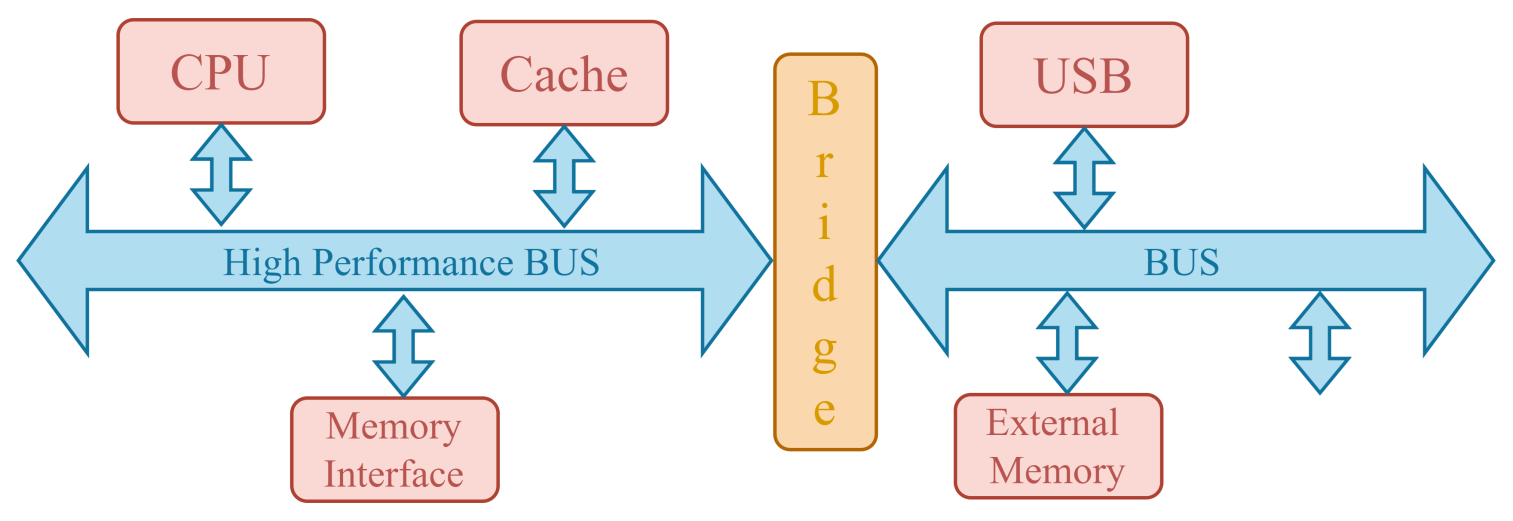 CPU
Cache
High Performance BUS
Memory
Interface
B
r
i
d
g
e
USB
BUS
External
Memory